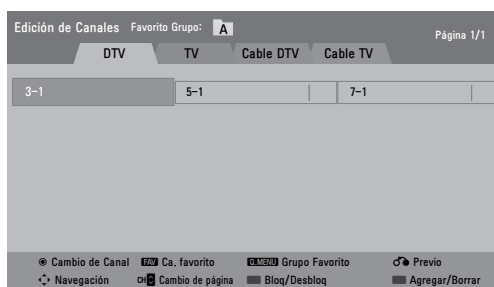 Edición de Canales Favorito Grupo: A Página 1/1
DTV TV Cable DTV Cable TV
3-1 5-1 7-1
Cambio de Canal FAV Ca. favorito Q.MENU Grupo Favorito Previo
Navegación CH Cambio de página Bloq/Desbloq Agregar/Borrar